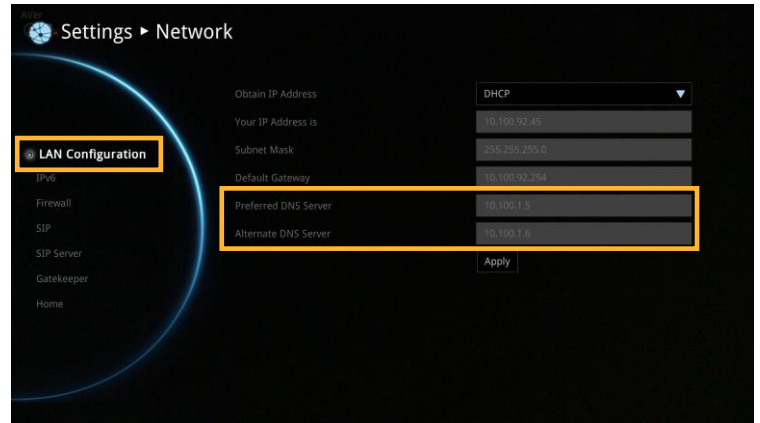 AVer
Settings ▸ Network
Obtain IP Address DHCP
Your IP Address is 10.100.92.45
LAN Configuration Subnet Mask 255.255.255.0
IPv6 Default Gateway 10.100.92.254
Firewall Preferred DNS Server 10.100.1.5
SIP Alternate DNS Server 10.100.1.6
SIP Server Apply
Gatekeeper
Home